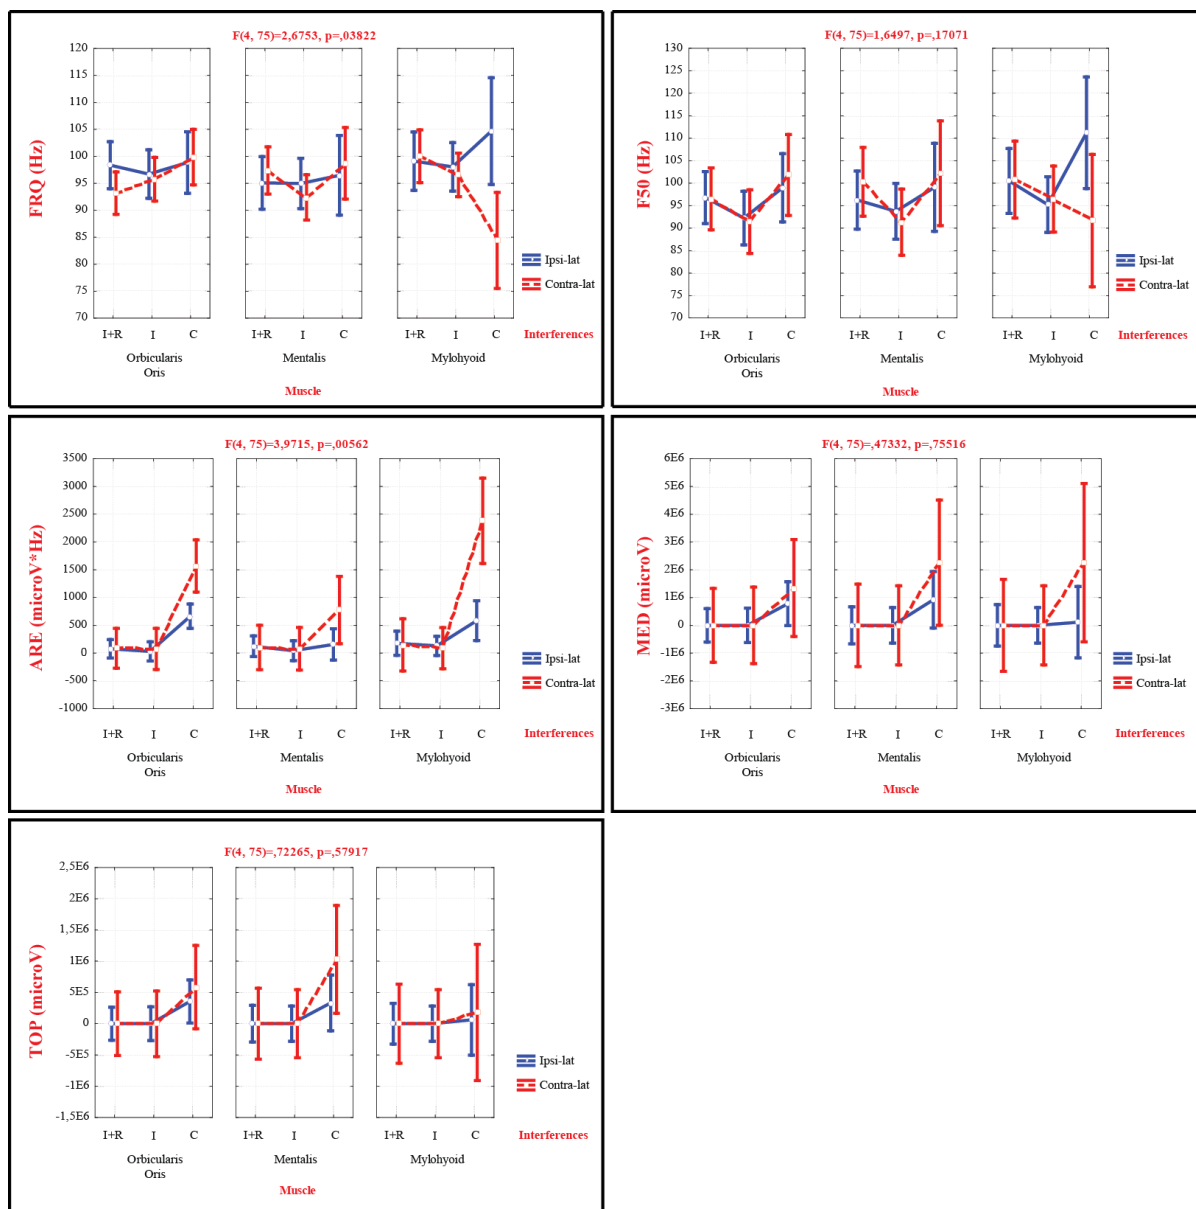 F(4, 75)=2,6753, p=,03822
FRQ (Hz)
120
115
110
105
100
95
90
85
80
75
70
I+R I C I+R I C I+R I C Interferences
Orbicularis Oris Mentalis Mylohyoid
Muscle
Ipsi-lat
Contra-lat
F(4, 75)=1,6497, p=,17071
F50 (Hz)
130
125
120
115
110
105
100
95
90
85
80
75
70
I+R I C I+R I C I+R I C Interferences
Orbicularis Oris Mentalis Mylohyoid
Muscle
Ipsi-lat
Contra-lat
F(4, 75)=3,9715, p=,00562
ARE (microV*Hz)
3500
3000
2500
2000
1500
1000
500
0
-500
-1000
I+R I C I+R I C I+R I C Interferences
Orbicularis Oris Mentalis Mylohyoid
Muscle
Ipsi-lat
Contra-lat
F(4, 75)=,47332, p=,75516
MED (microV)
6E6
5E6
4E6
3E6
2E6
1E6
0
-1E6
-2E6
-3E6
I+R I C I+R I C I+R I C Interferences
Orbicularis Oris Mentalis Mylohyoid
Muscle
Ipsi-lat
Contra-lat
F(4, 75)=,72265, p=,57917
TOP (microV)
2,5E6
2E6
1,5E6
1E6
5E5
0
-5E5
-1E6
-1,5E6
I+R I C I+R I C I+R I C Interferences
Orbicularis Oris Mentalis Mylohyoid
Muscle
Ipsi-lat
Contra-lat